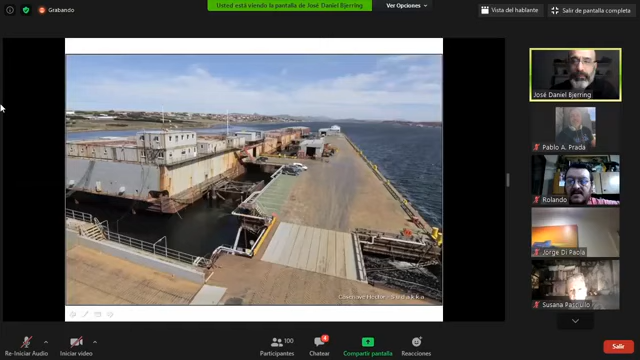 Grabando
Usted está viendo la pantalla de José Daniel Bjerring
Ver Opciones
Vista del hablante
Salir de pantalla completa
José Daniel Bjerring
Pablo A. Prada
Rolando
Jorge Di Paola
Susana
Re-Iniciar Audio
Iniciar video
Participantes
100
Chatear
Compartir pantalla
Reacciones
Salir